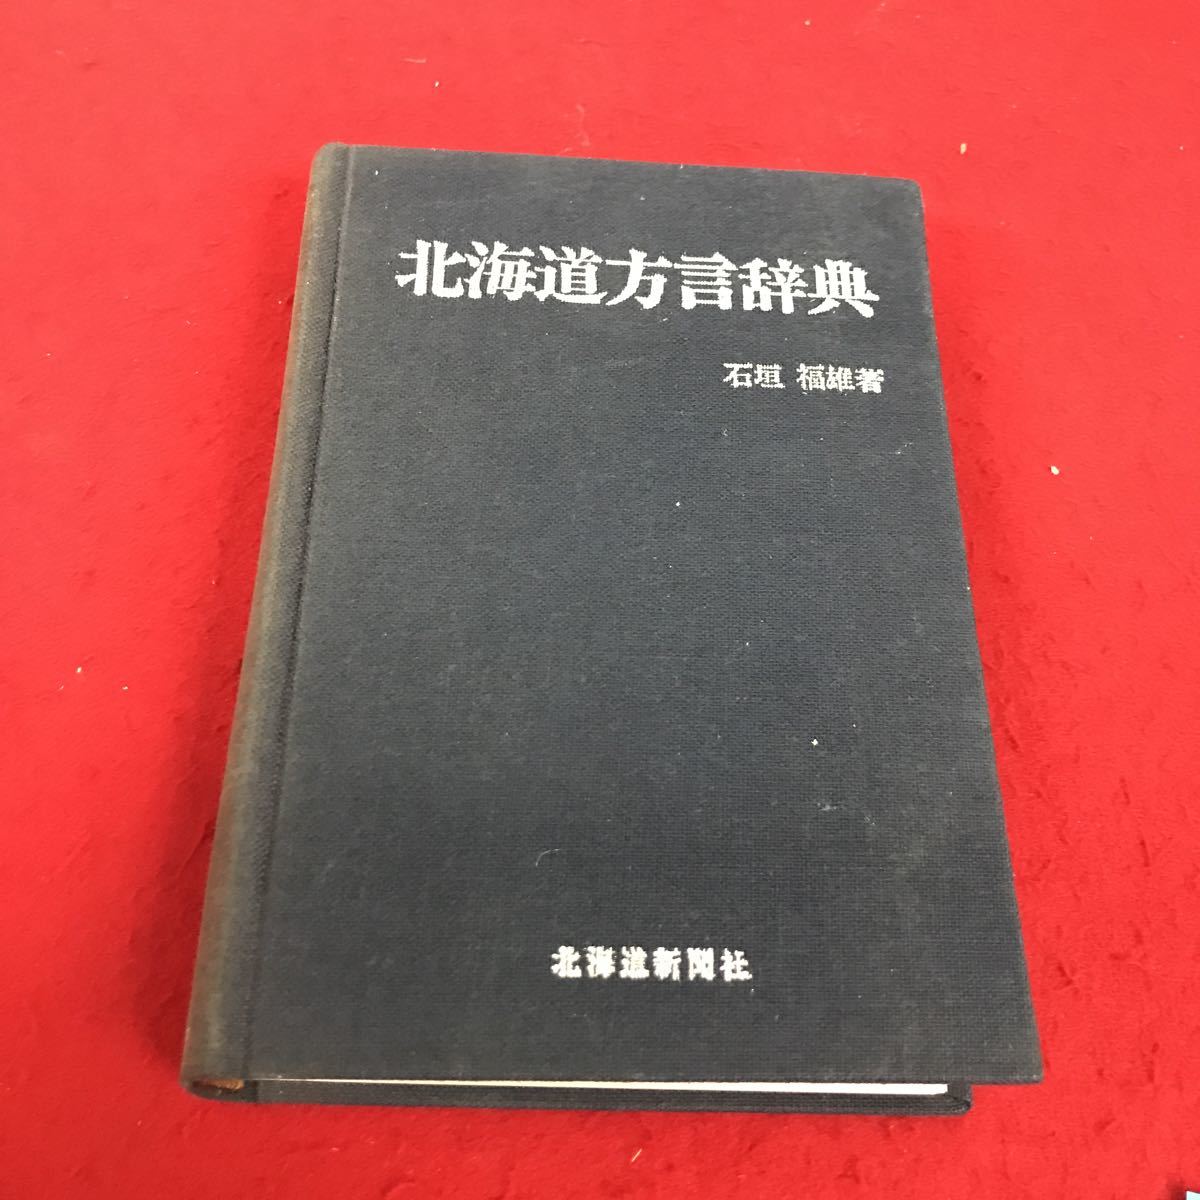 北海道方言辞典
石垣 福雄著
北海道新聞社